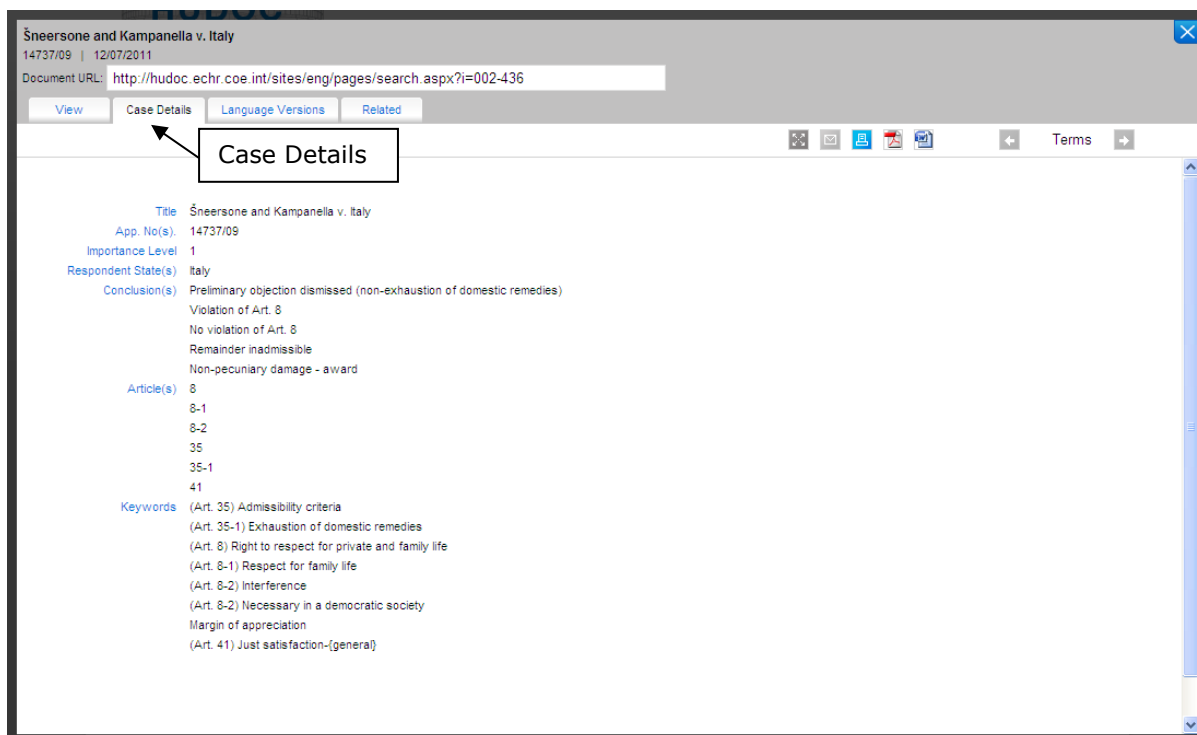 HUDOC
Šneersone and Kampanella v. Italy
14737/09 | 12/07/2011
Document URL: http://hudoc.echr.coe.int/sites/eng/pages/search.aspx?i=002-436
View Case Details Language Versions Related
Case Details
Terms
Title Šneersone and Kampanella v. Italy
App. No(s). 14737/09
Importance Level 1
Respondent State(s) Italy
Conclusion(s) Preliminary objection dismissed (non-exhaustion of domestic remedies)
Violation of Art. 8
No violation of Art. 8
Remainder inadmissible
Non-pecuniary damage - award
Article(s) 8
8-1
8-2
35
35-1
41
Keywords (Art. 35) Admissibility criteria
(Art. 35-1) Exhaustion of domestic remedies
(Art. 8) Right to respect for private and family life
(Art. 8-1) Respect for family life
(Art. 8-2) Interference
(Art. 8-2) Necessary in a democratic society
Margin of appreciation
(Art. 41) Just satisfaction-{general}